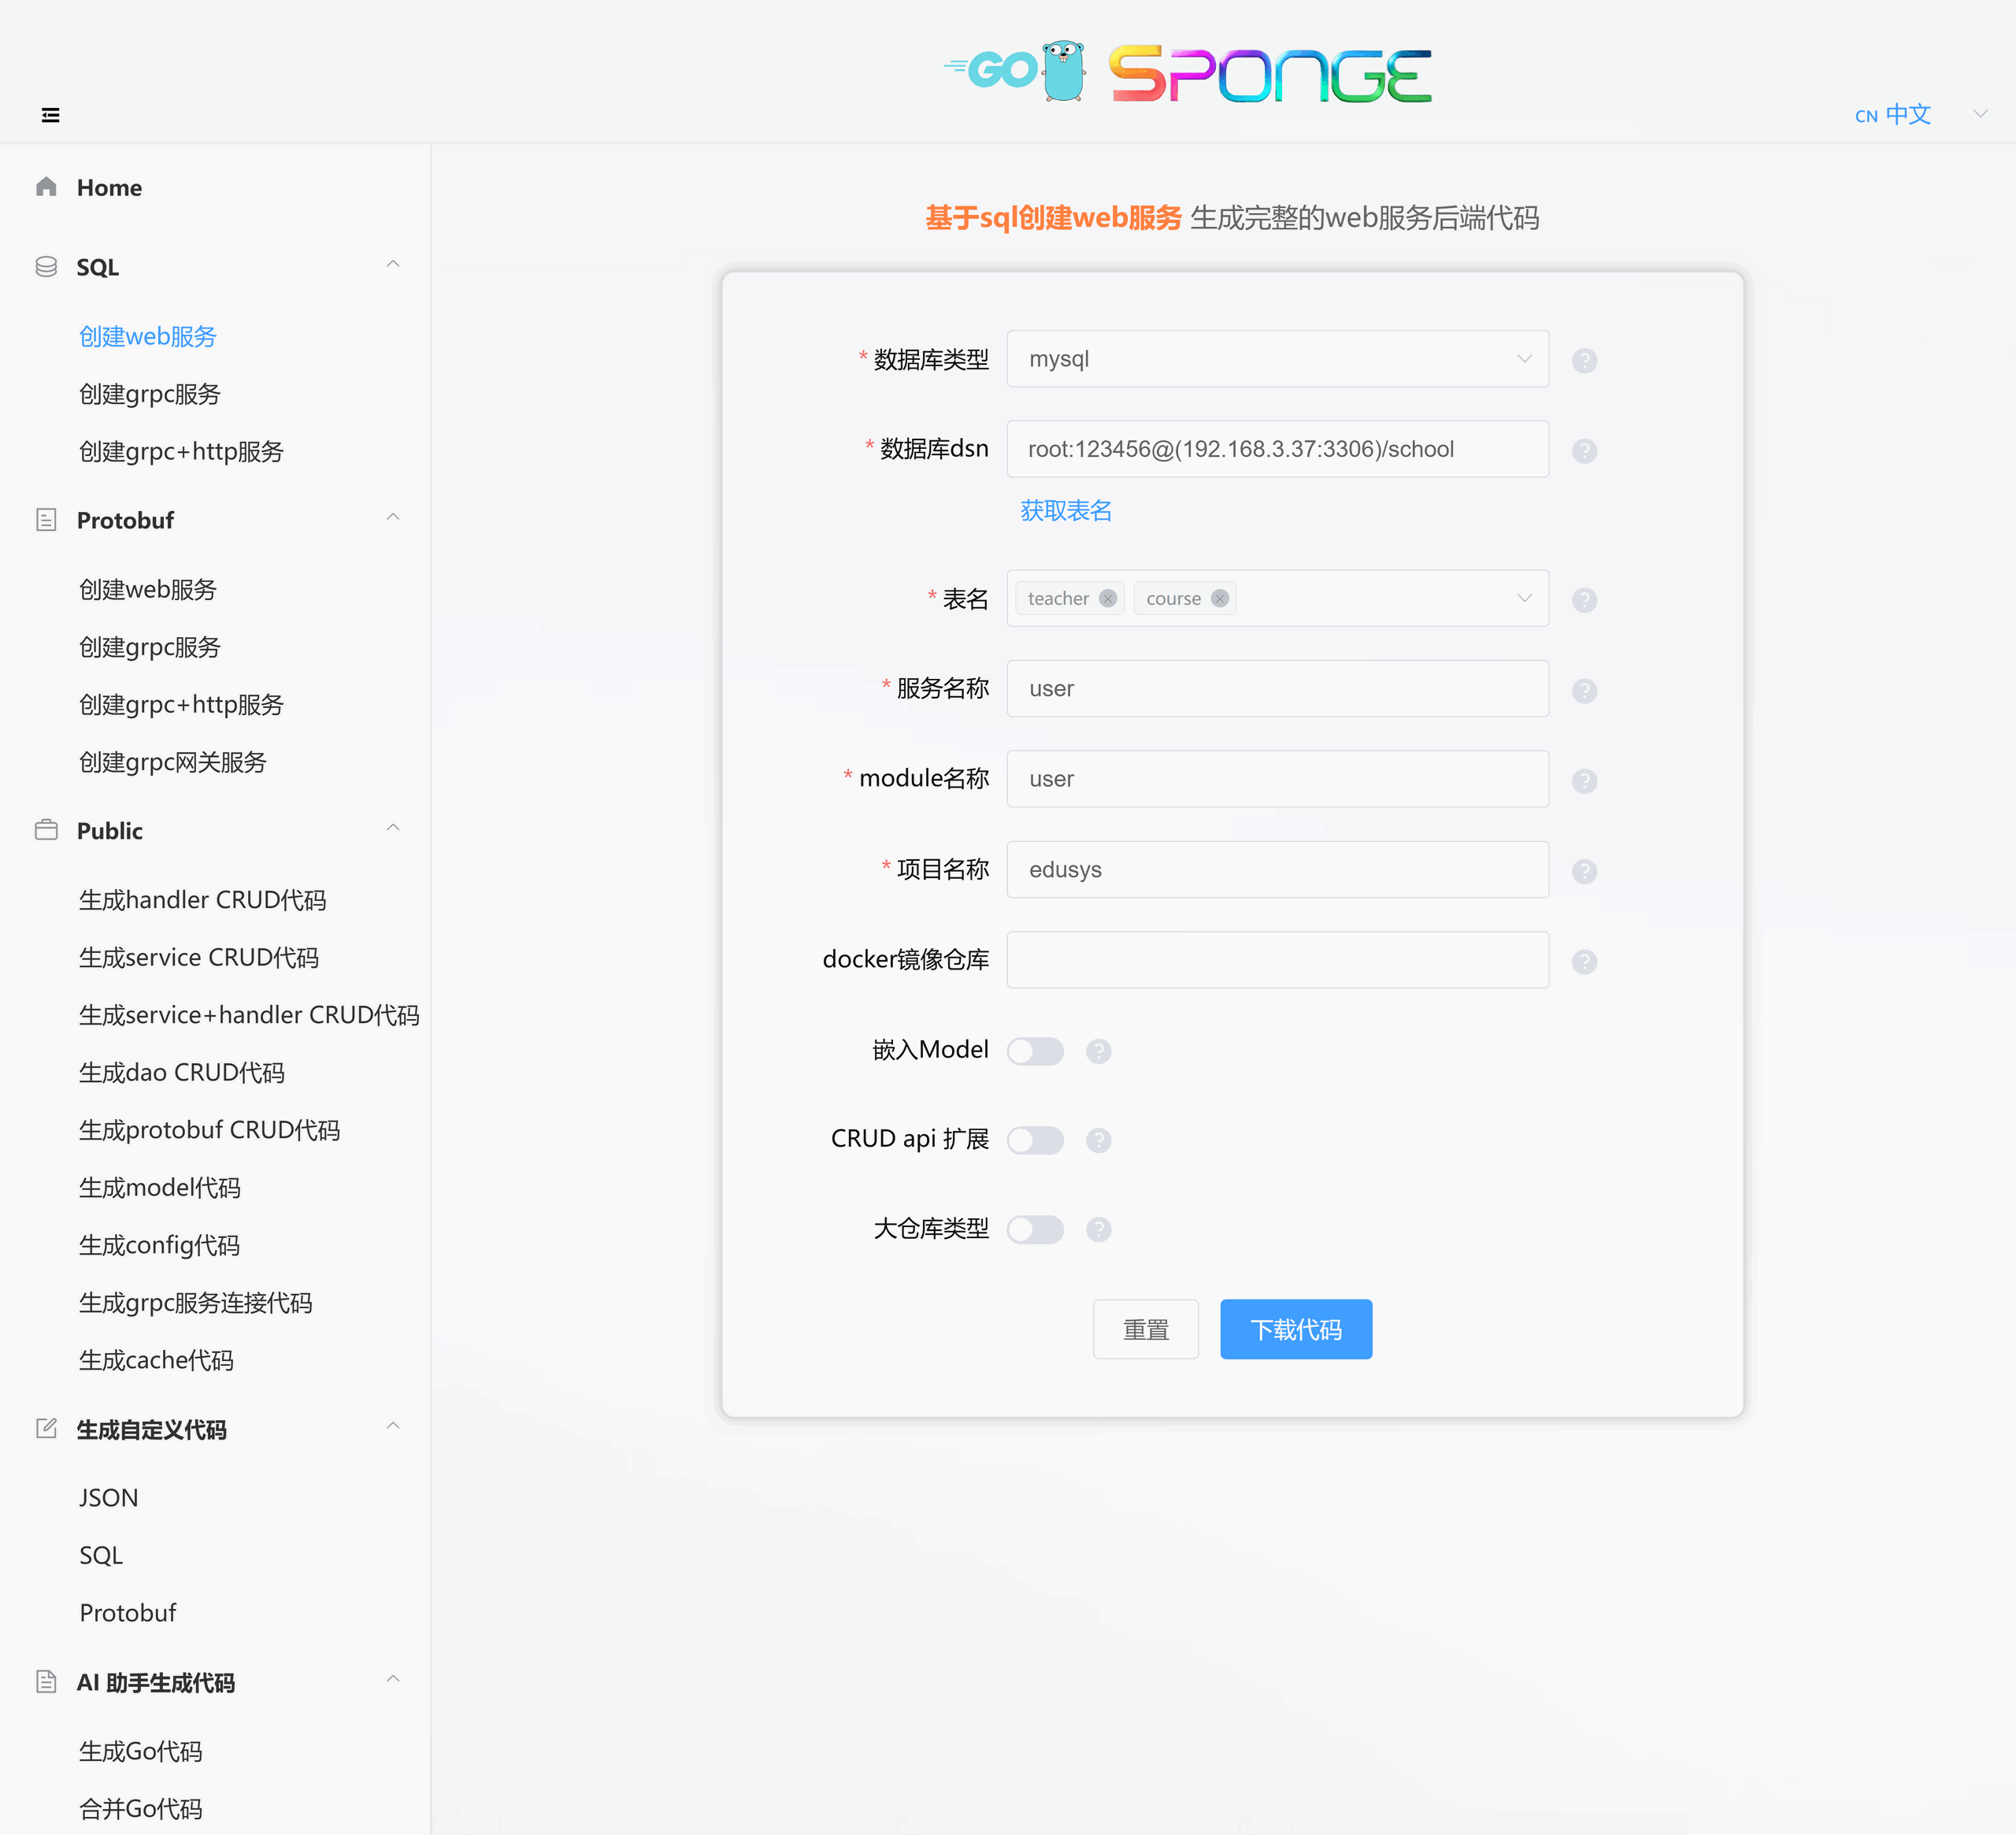 GO SPONGE
CN 中文
Home
SQL
创建web服务
创建grpc服务
创建grpc+http服务
Protobuf
创建web服务
创建grpc服务
创建grpc+http服务
创建grpc网关服务
Public
生成handler CRUD代码
生成service CRUD代码
生成service+handler CRUD代码
生成dao CRUD代码
生成protobuf CRUD代码
生成model代码
生成config代码
生成grpc服务连接代码
生成cache代码
生成自定义代码
JSON
SQL
Protobuf
AI 助手生成代码
生成Go代码
合并Go代码
基于sql创建web服务 生成完整的web服务后端代码
* 数据库类型 mysql ?
* 数据库dsn root:123456@(192.168.3.37:3306)/school ?
获取表名
* 表名 teacher course ?
* 服务名称 user ?
* module名称 user ?
* 项目名称 edusys ?
docker镜像仓库 ?
嵌入Model ?
CRUD api 扩展 ?
大仓库类型 ?
重置 下载代码